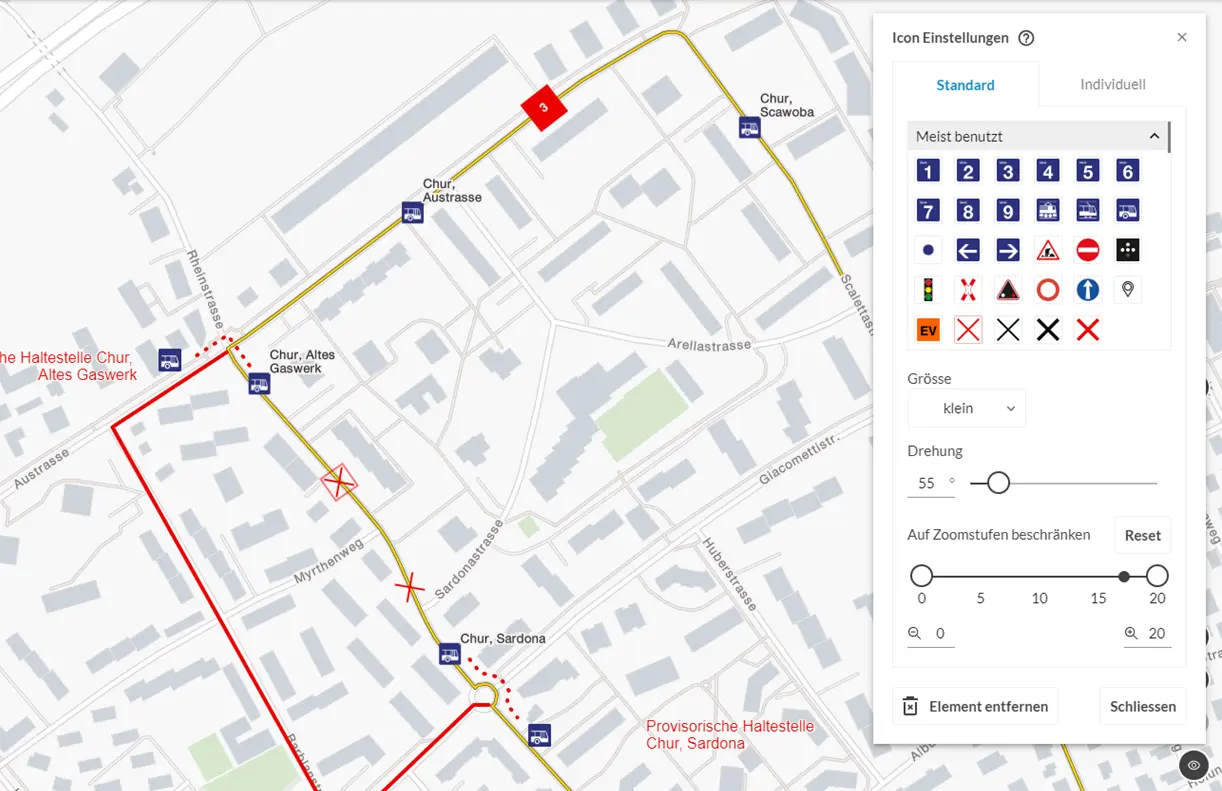 Icon Einstellungen
Standard
Individuell
Meist benutzt
1
2
3
4
5
6
7
8
9
EV
Grösse
klein
Drehung
55 °
Auf Zoomstufen beschränken
Reset
0 5 10 15 20
0
20
Element entfernen
Schliessen
3
Chur,
Scawoba
Chur,
Austrasse
Rheinstrasse
Scalettast
he Haltestelle Chur,
Altes Gaswerk
Chur, Altes
Gaswerk
Arellastrasse
Austrasse
Giacomettistr.
Myrthenweg
Sardonastrasse
Huberstrasse
Chur, Sardona
Provisorische Haltestelle
Chur, Sardona